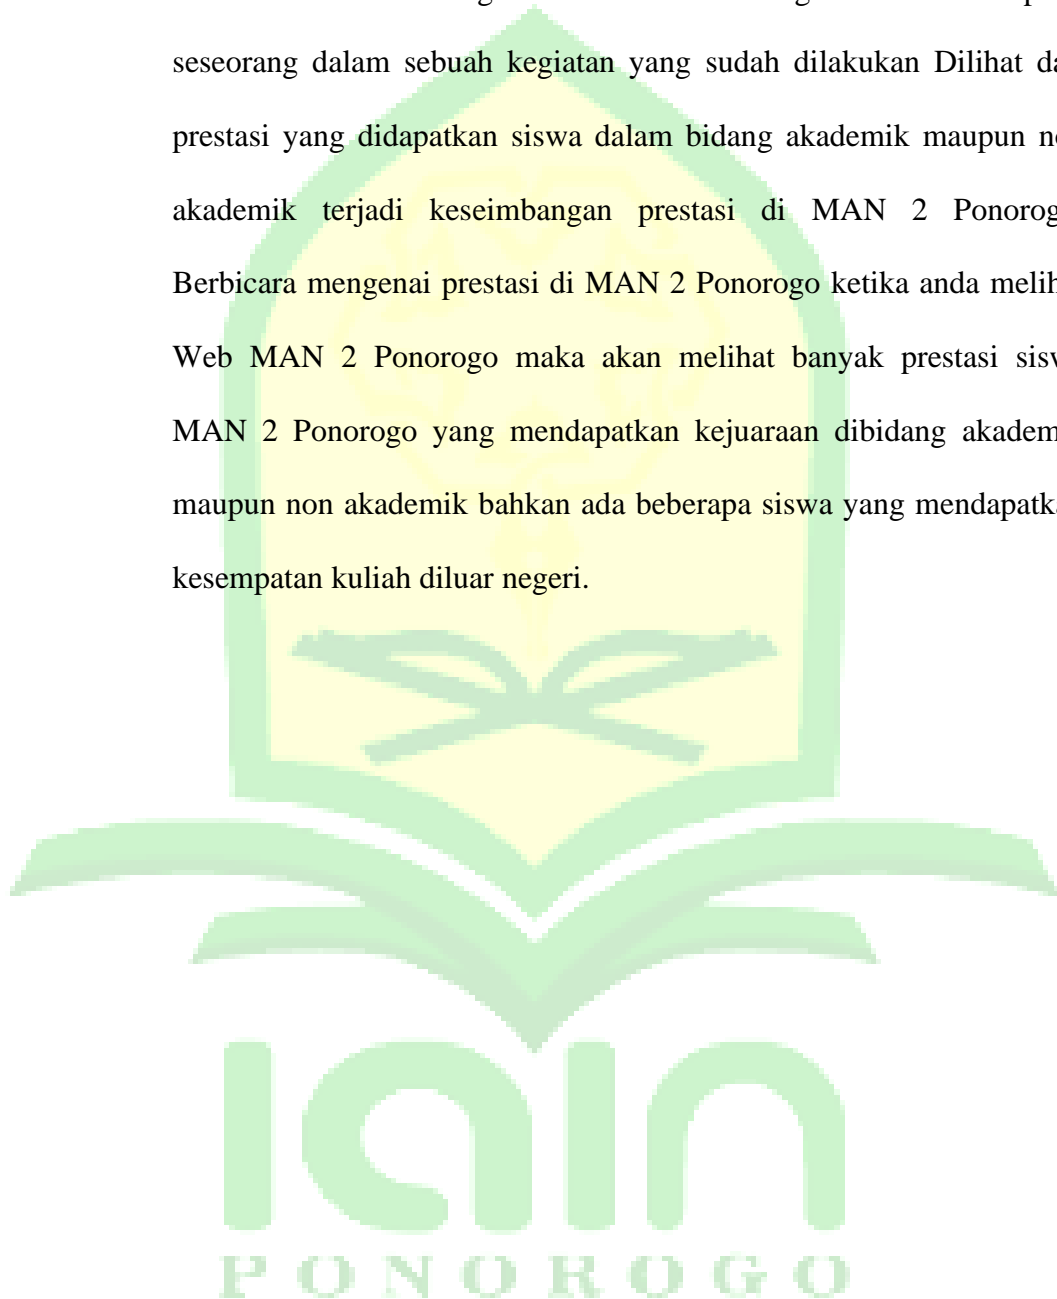 seseorang dalam sebuah kegiatan yang sudah dilakukan Dilihat da
prestasi yang didapatkan siswa dalam bidang akademik maupun no
akademik terjadi keseimbangan prestasi di MAN 2 Ponorog
Berbicara mengenai prestasi di MAN 2 Ponorogo ketika anda melih
Web MAN 2 Ponorogo maka akan melihat banyak prestasi sisw
MAN 2 Ponorogo yang mendapatkan kejuaraan dibidang akadem
maupun non akademik bahkan ada beberapa siswa yang mendapatka
kesempatan kuliah diluar negeri.
iain
PONOROGO